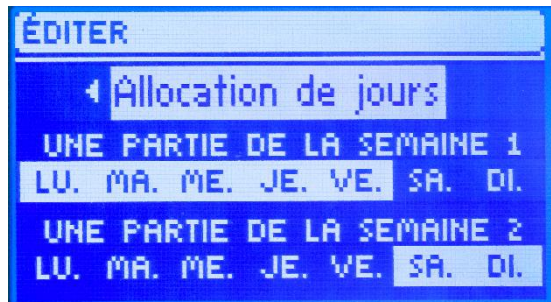 ÉDITER
Allocation de jours
UNE PARTIE DE LA SEMAINE 1
LU. MA. ME. JE. VE. SA. DI.
UNE PARTIE DE LA SEMAINE 2
LU. MA. ME. JE. VE. SA. DI.